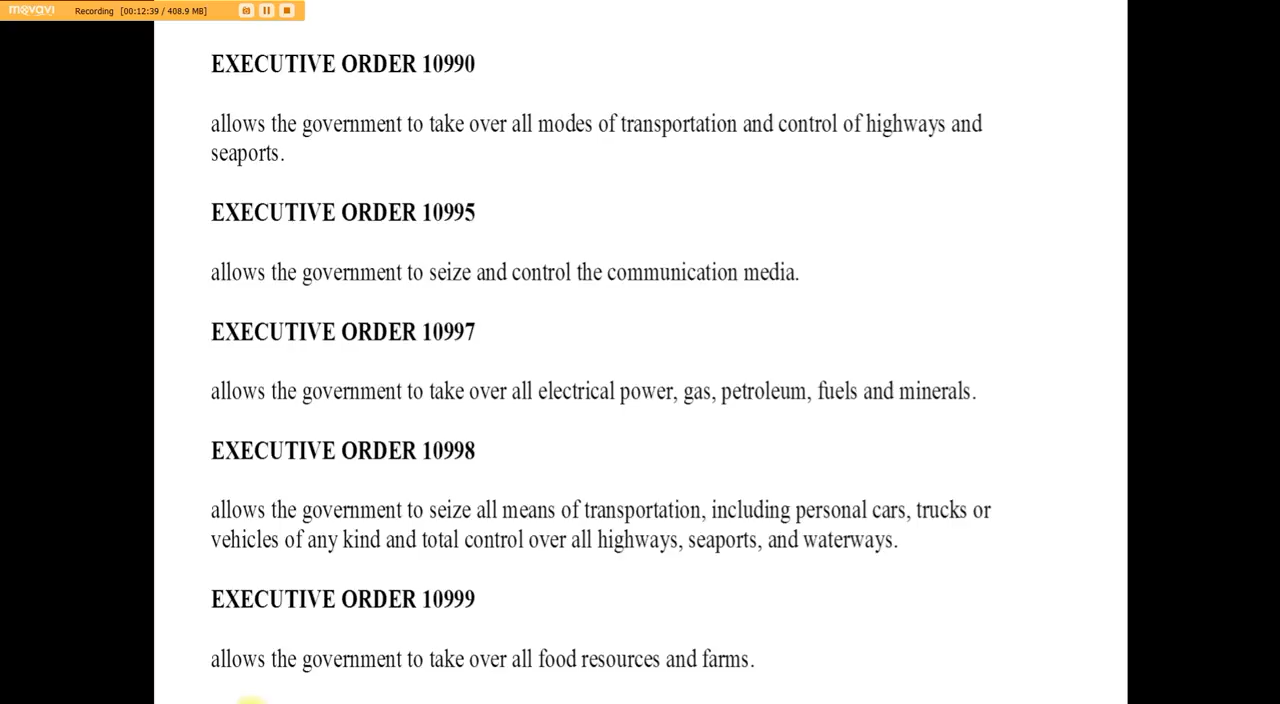 movavi Recording [00:12:39 / 408.9 MB]
EXECUTIVE ORDER 10990
allows the government to take over all modes of transportation and control of highways and
seaports.
EXECUTIVE ORDER 10995
allows the government to seize and control the communication media.
EXECUTIVE ORDER 10997
allows the government to take over all electrical power, gas, petroleum, fuels and minerals.
EXECUTIVE ORDER 10998
allows the government to seize all means of transportation, including personal cars, trucks or
vehicles of any kind and total control over all highways, seaports, and waterways.
EXECUTIVE ORDER 10999
allows the government to take over all food resources and farms.